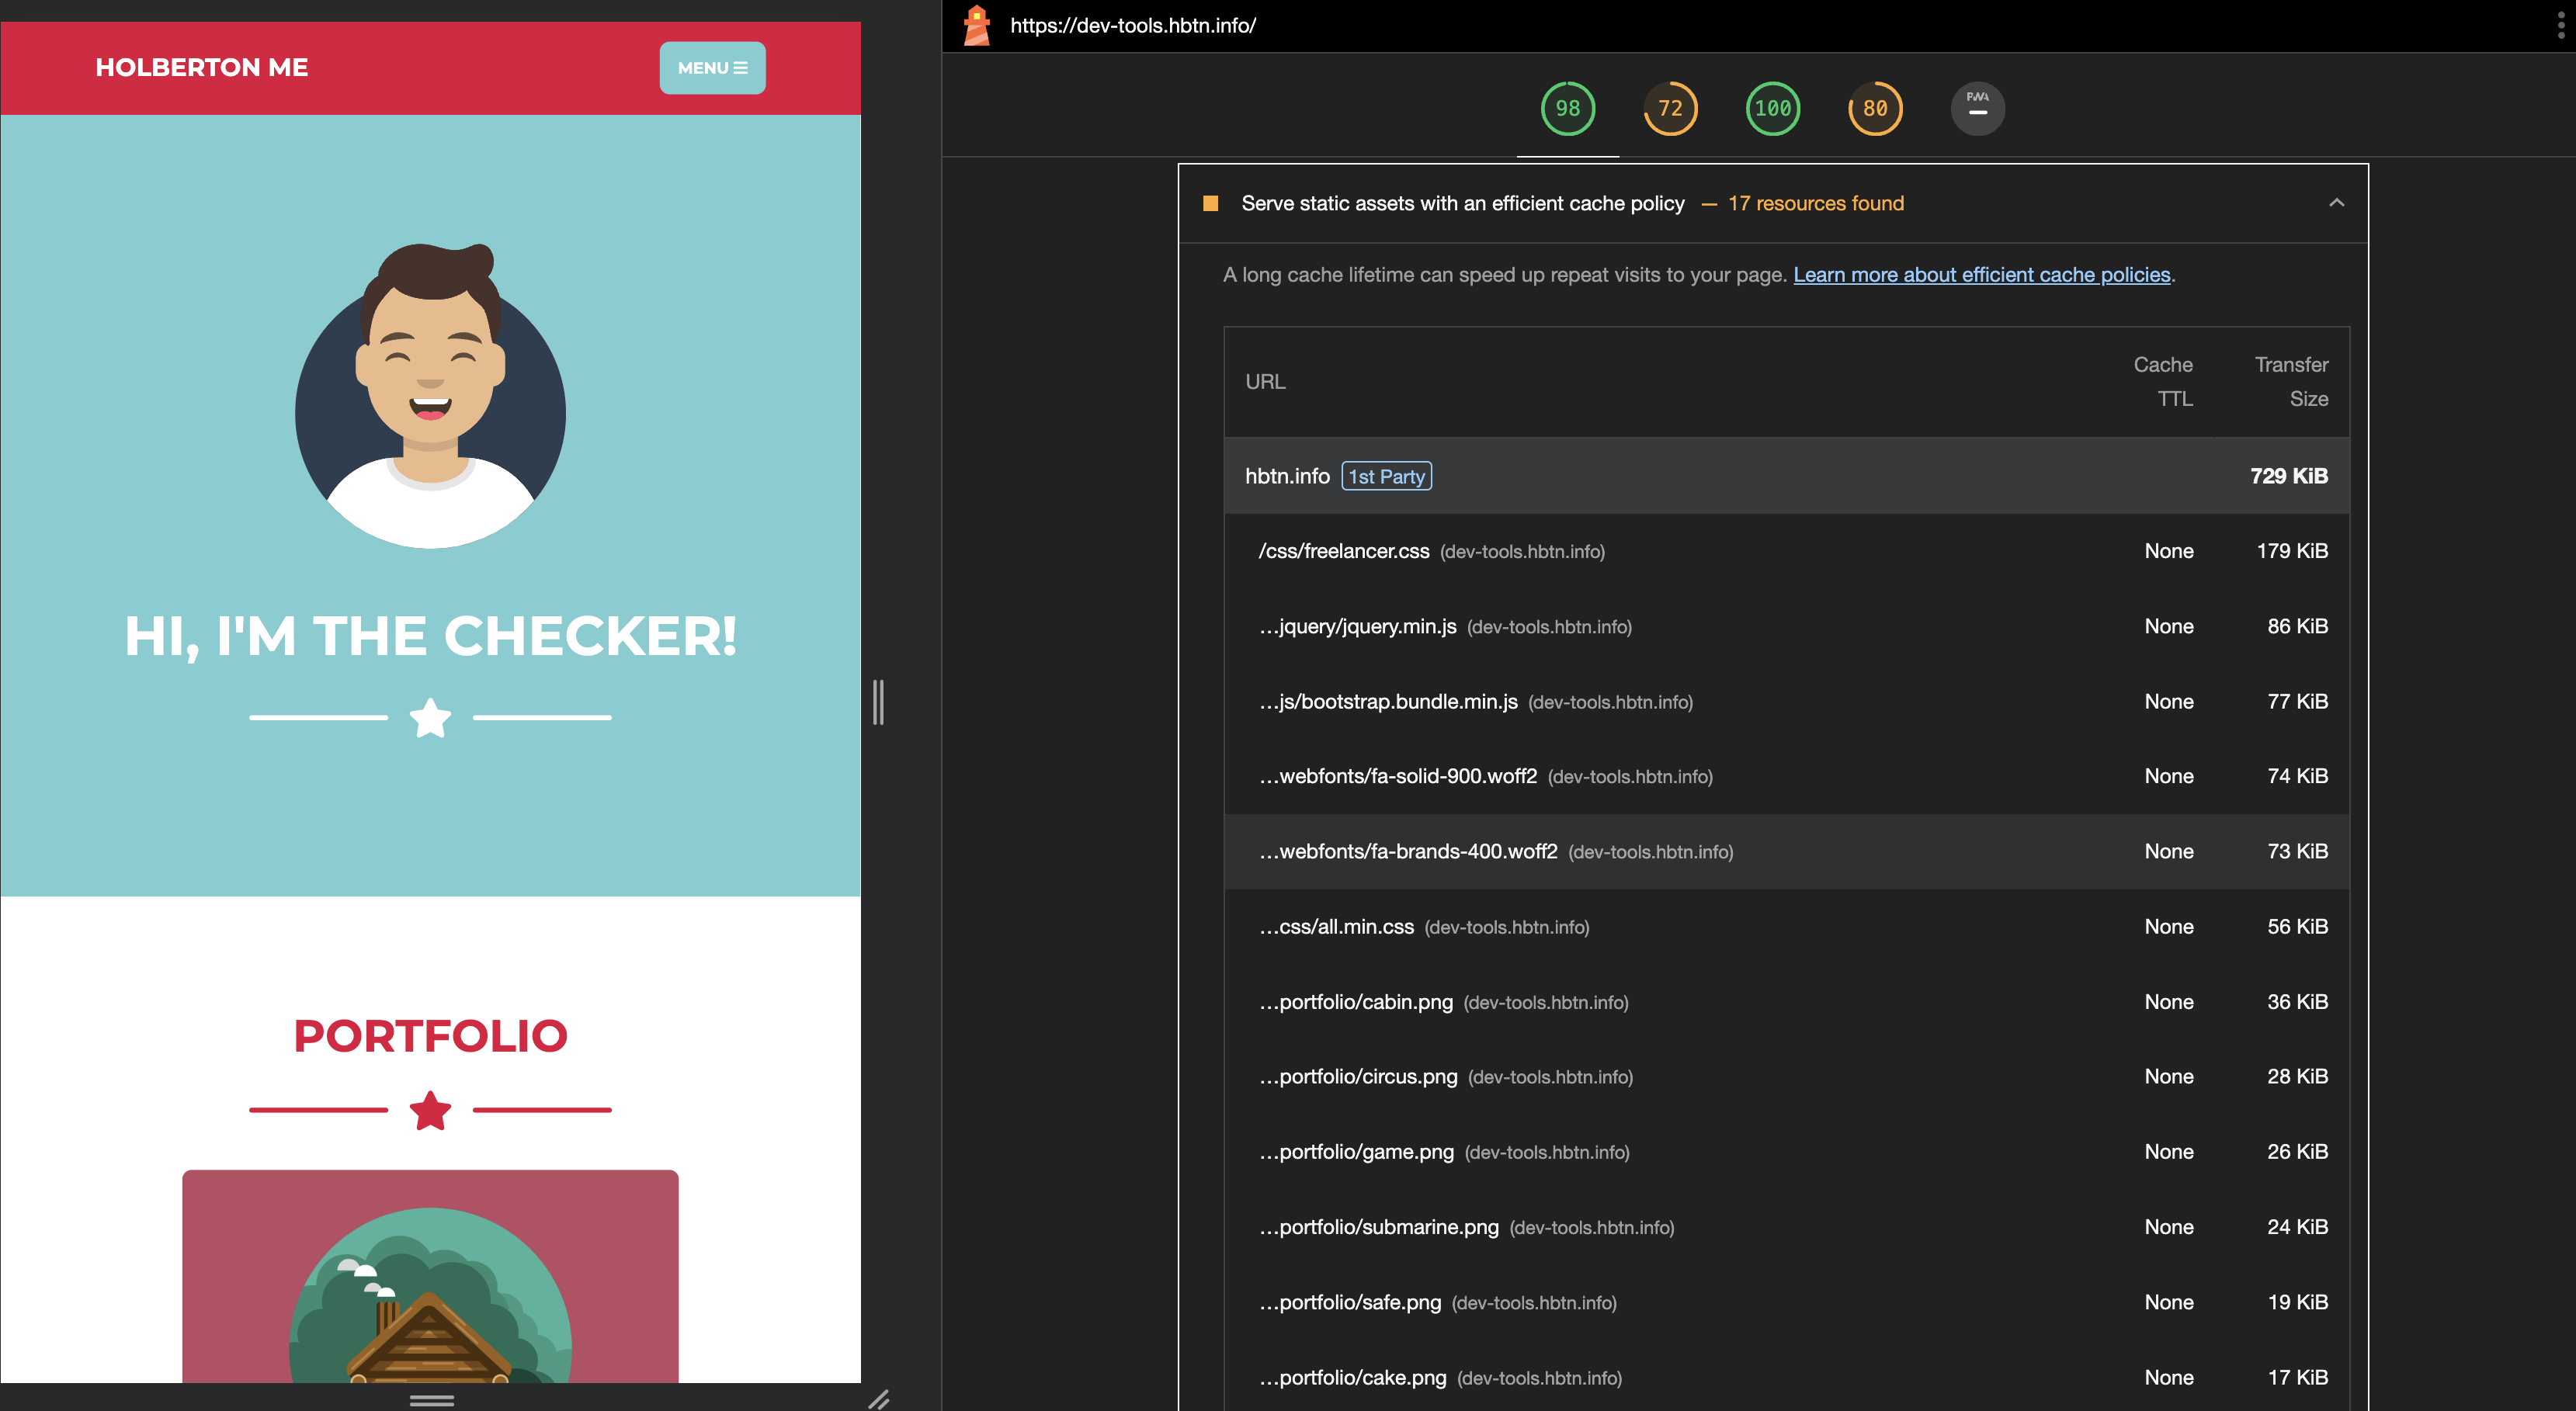 HOLBERTON ME
MENU
HI, I'M THE CHECKER!
PORTFOLIO
https://dev-tools.hbtn.info/
98 72 100 80 PWA
Serve static assets with an efficient cache policy — 17 resources found
A long cache lifetime can speed up repeat visits to your page. Learn more about efficient cache policies.
URL Cache TTL Transfer Size
hbtn.info 1st Party 729 KiB
/css/freelancer.css (dev-tools.hbtn.info) None 179 KiB
…jquery/jquery.min.js (dev-tools.hbtn.info) None 86 KiB
…js/bootstrap.bundle.min.js (dev-tools.hbtn.info) None 77 KiB
…webfonts/fa-solid-900.woff2 (dev-tools.hbtn.info) None 74 KiB
…webfonts/fa-brands-400.woff2 (dev-tools.hbtn.info) None 73 KiB
…css/all.min.css (dev-tools.hbtn.info) None 56 KiB
…portfolio/cabin.png (dev-tools.hbtn.info) None 36 KiB
…portfolio/circus.png (dev-tools.hbtn.info) None 28 KiB
…portfolio/game.png (dev-tools.hbtn.info) None 26 KiB
…portfolio/submarine.png (dev-tools.hbtn.info) None 24 KiB
…portfolio/safe.png (dev-tools.hbtn.info) None 19 KiB
…portfolio/cake.png (dev-tools.hbtn.info) None 17 KiB